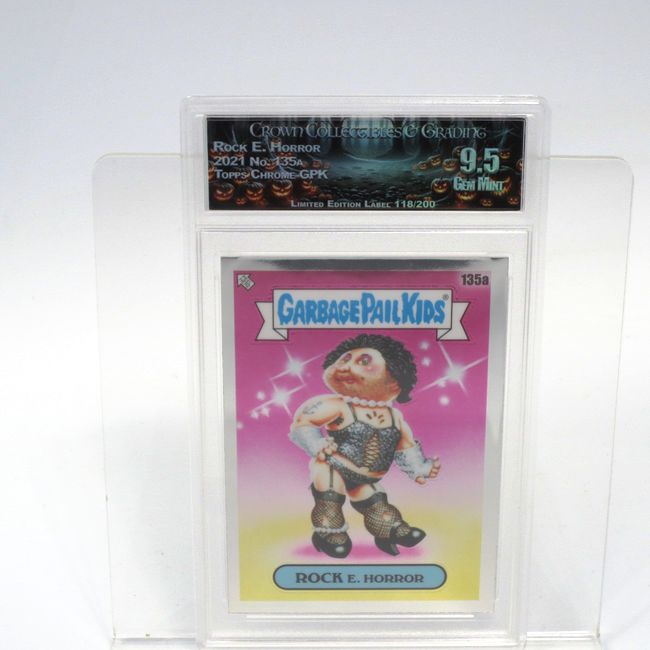 Crown Collectibles & Grading
Rock E. Horror
2021 No. 135a
Topps Chrome GPK
9.5
Gem Mint
Limited Edition Label 118/200
135a
GARBAGE PAIL KIDS®
ROCK E. HORROR